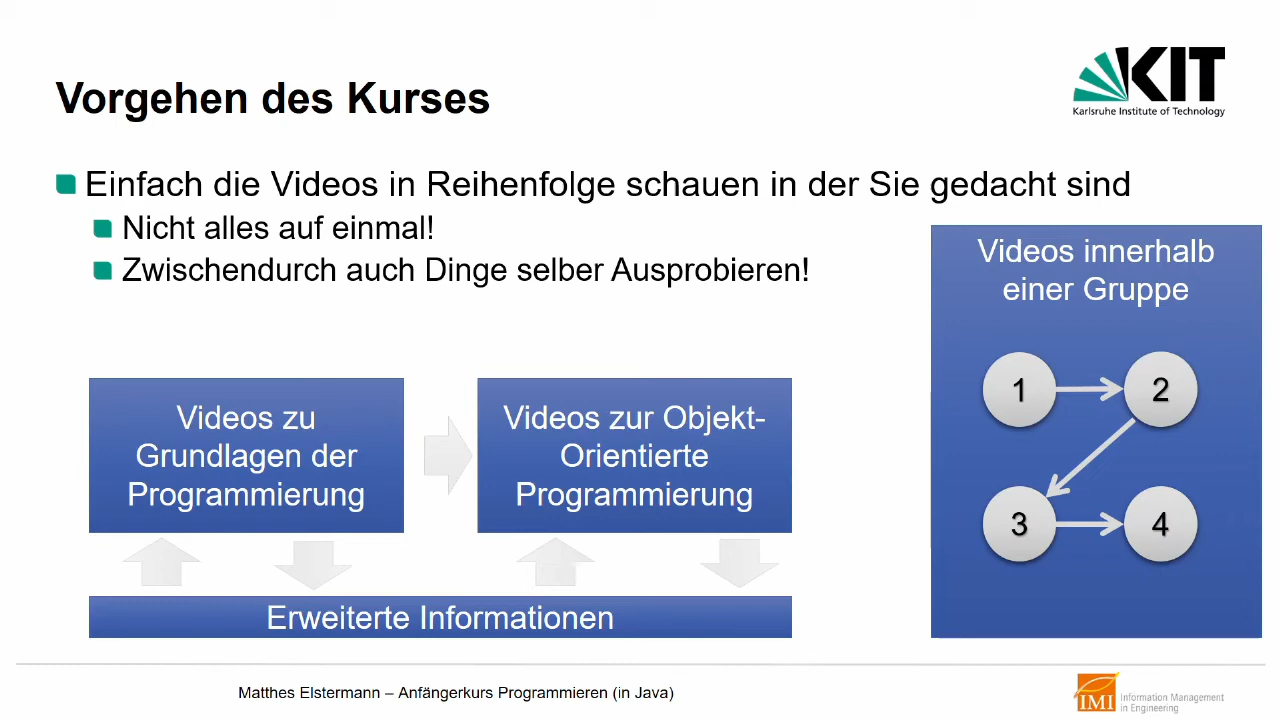 Vorgehen des Kurses
KIT
Karlsruhe Institute of Technology
Einfach die Videos in Reihenfolge schauen in der Sie gedacht sind
Nicht alles auf einmal!
Zwischendurch auch Dinge selber Ausprobieren!
Videos zu
Grundlagen der
Programmierung
Videos zur Objekt-
Orientierte
Programmierung
Erweiterte Informationen
Videos innerhalb
einer Gruppe
1
2
3
4
Matthes Elstermann – Anfängerkurs Programmieren (in Java)
IMI
Information Management
in Engineering